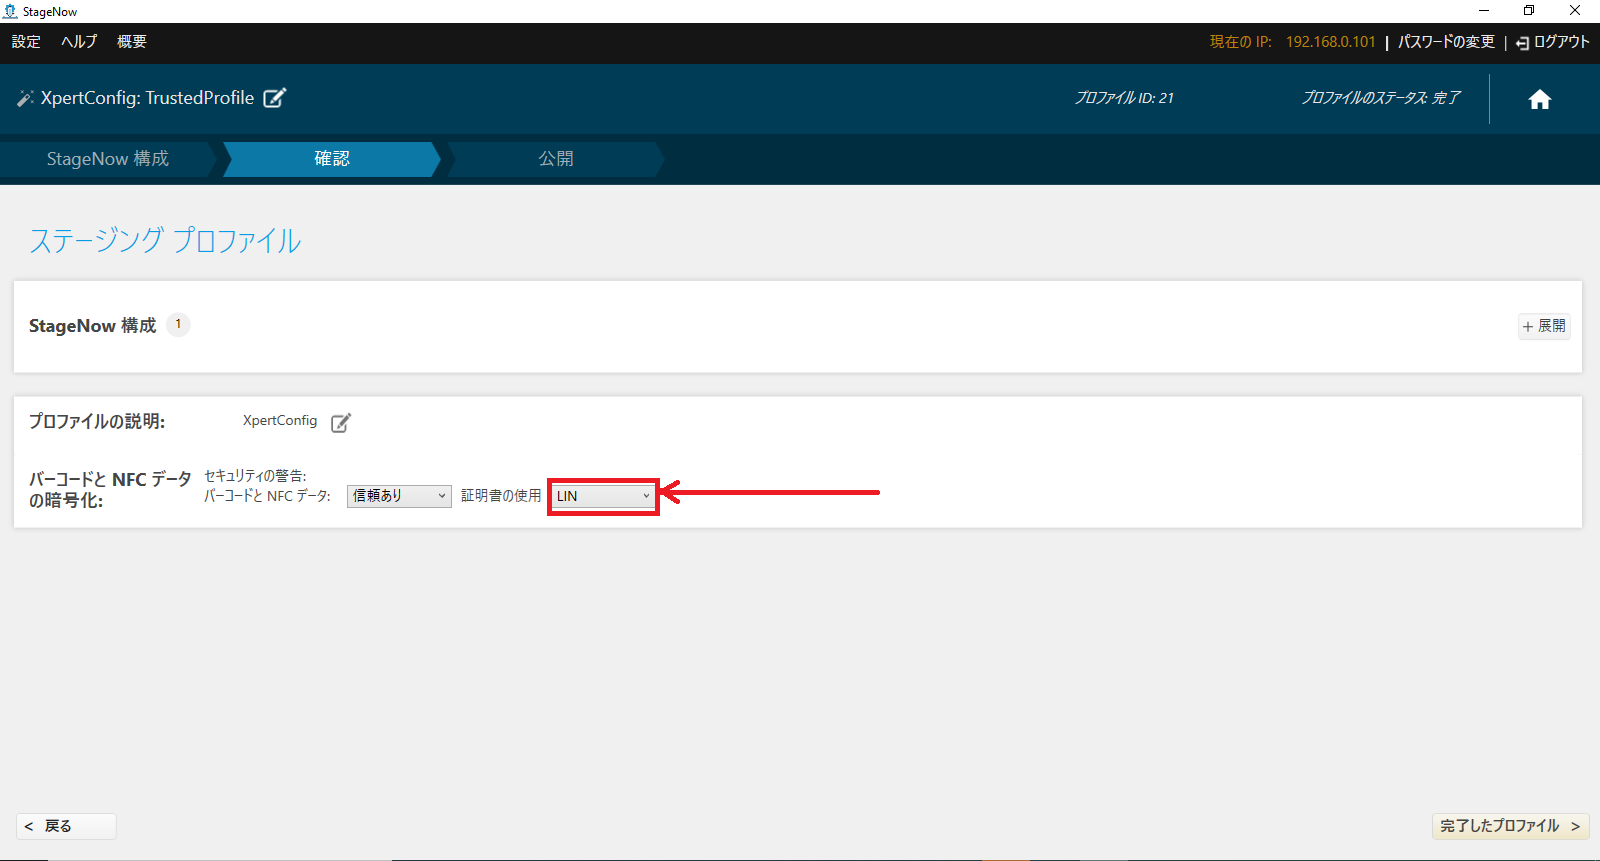 StageNow
設定 ヘルプ 概要 現在の IP: 192.168.0.101 | パスワードの変更 | ログアウト
XpertConfig: TrustedProfile プロファイル ID: 21 プロファイルのステータス: 完了
StageNow 構成 確認 公開
ステージング プロファイル
StageNow 構成 1 + 展開
プロファイルの説明: XpertConfig
バーコードと NFC データの暗号化:
セキュリティの警告:
バーコードと NFC データ: 信頼あり 証明書の使用 LIN
< 戻る 完了したプロファイル >